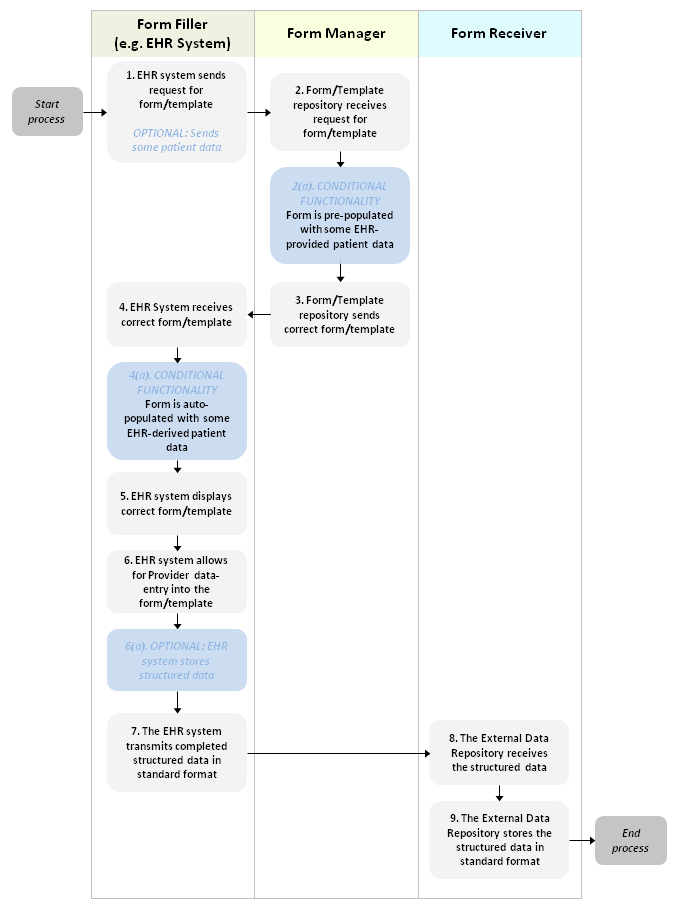 Form Filler
(e.g. EHR System)
Form Manager
Form Receiver
Start
process
1. EHR system sends
request for
form/template
OPTIONAL: Sends
some patient data
2. Form/Template
repository receives
request for
form/template
2(a). CONDITIONAL
FUNCTIONALITY
Form is pre-populated
with some EHR-
provided patient data
3. Form/Template
repository sends
correct form/template
4. EHR System receives
correct form/template
4(a). CONDITIONAL
FUNCTIONALITY
Form is auto-
populated with some
EHR-derived patient
data
5. EHR system displays
correct form/template
6. EHR system allows
for Provider data-
entry into the
form/template
6(a). OPTIONAL: EHR
system stores
structured data
7. The EHR system
transmits completed
structured data in
standard format
8. The External Data
Repository receives
the structured data
9. The External Data
Repository stores the
structured data in
standard format
End
process